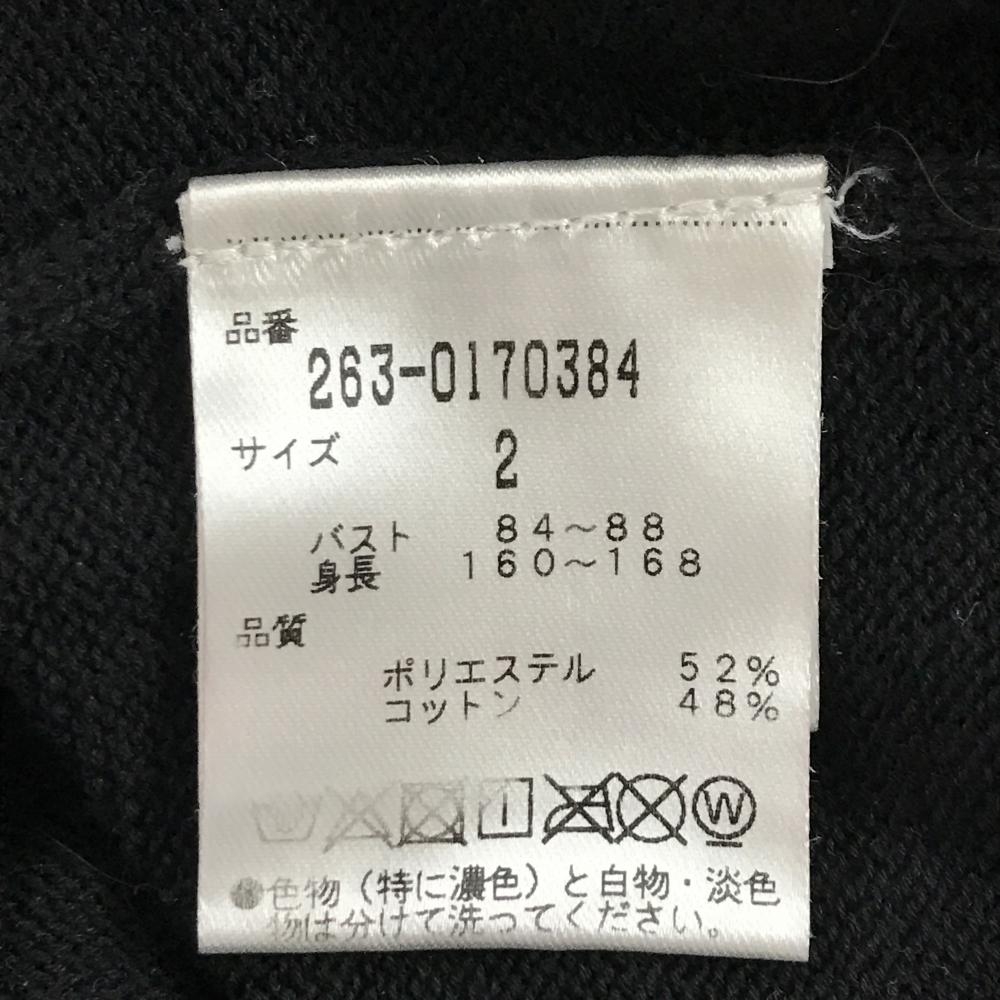 品番
263-0170384
サイズ 2
バスト 84～88
身長 160～168
品質
ポリエステル 52%
コットン 48%
W
●色物（特に濃色）と白物・淡色
物は分けて洗ってください。